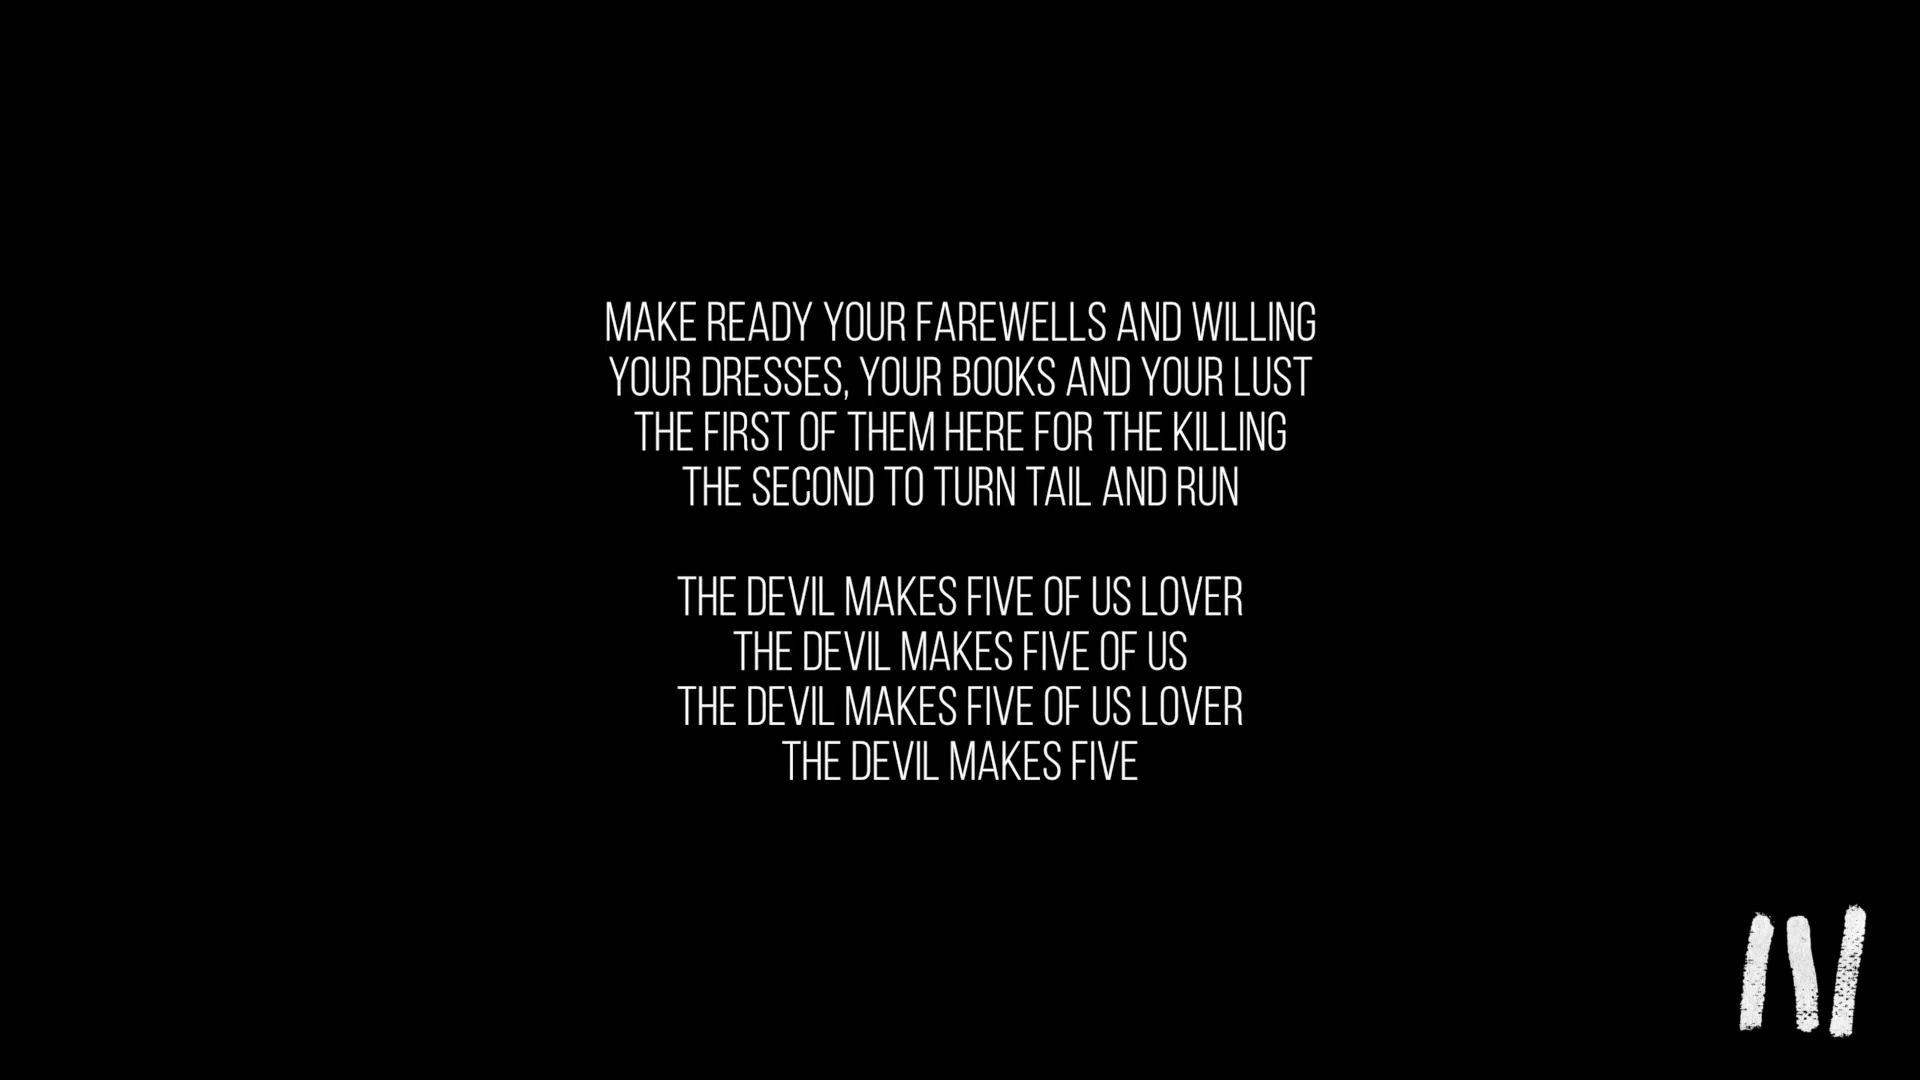 MAKE READY YOUR FAREWELLS AND WILLING
YOUR DRESSES, YOUR BOOKS AND YOUR LUST
THE FIRST OF THEM HERE FOR THE KILLING
THE SECOND TO TURN TAIL AND RUN
THE DEVIL MAKES FIVE OF US LOVER
THE DEVIL MAKES FIVE OF US
THE DEVIL MAKES FIVE OF US LOVER
THE DEVIL MAKES FIVE